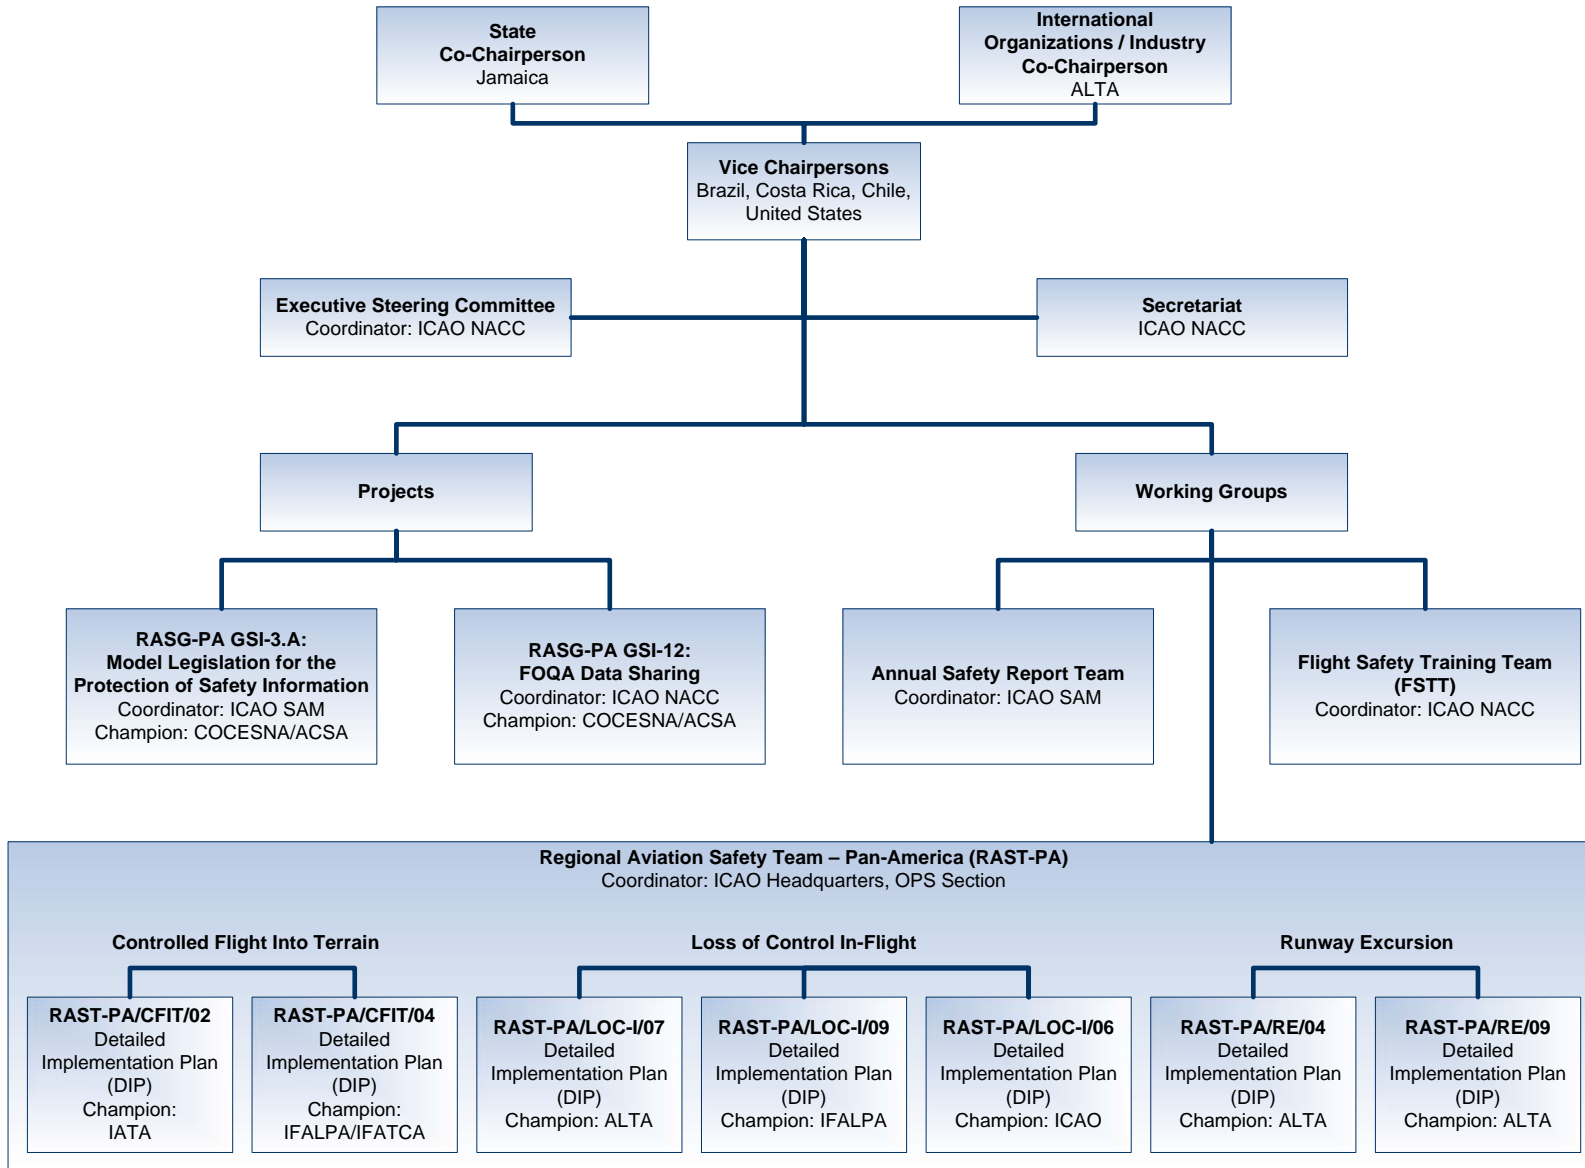 State
Co-Chairperson
Jamaica
International
Organizations / Industry
Co-Chairperson
ALTA
Vice Chairpersons
Brazil, Costa Rica, Chile,
United States
Executive Steering Committee
Coordinator: ICAO NACC
Secretariat
ICAO NACC
Projects
Working Groups
RASG-PA GSI-3.A:
Model Legislation for the
Protection of Safety Information
Coordinator: ICAO SAM
Champion: COCESNA/ACSA
RASG-PA GSI-12:
FOQA Data Sharing
Coordinator: ICAO NACC
Champion: COCESNA/ACSA
Annual Safety Report Team
Coordinator: ICAO SAM
Flight Safety Training Team
(FSTT)
Coordinator: ICAO NACC
Regional Aviation Safety Team – Pan-America (RAST-PA)
Coordinator: ICAO Headquarters, OPS Section
Controlled Flight Into Terrain
Loss of Control In-Flight
Runway Excursion
RAST-PA/CFIT/02
Detailed
Implementation Plan
(DIP)
Champion:
IATA
RAST-PA/CFIT/04
Detailed
Implementation Plan
(DIP)
Champion:
IFALPA/IFATCA
RAST-PA/LOC-I/07
Detailed
Implementation Plan
(DIP)
Champion: ALTA
RAST-PA/LOC-I/09
Detailed
Implementation Plan
(DIP)
Champion: IFALPA
RAST-PA/LOC-I/06
Detailed
Implementation Plan
(DIP)
Champion: ICAO
RAST-PA/RE/04
Detailed
Implementation Plan
(DIP)
Champion: ALTA
RAST-PA/RE/09
Detailed
Implementation Plan
(DIP)
Champion: ALTA